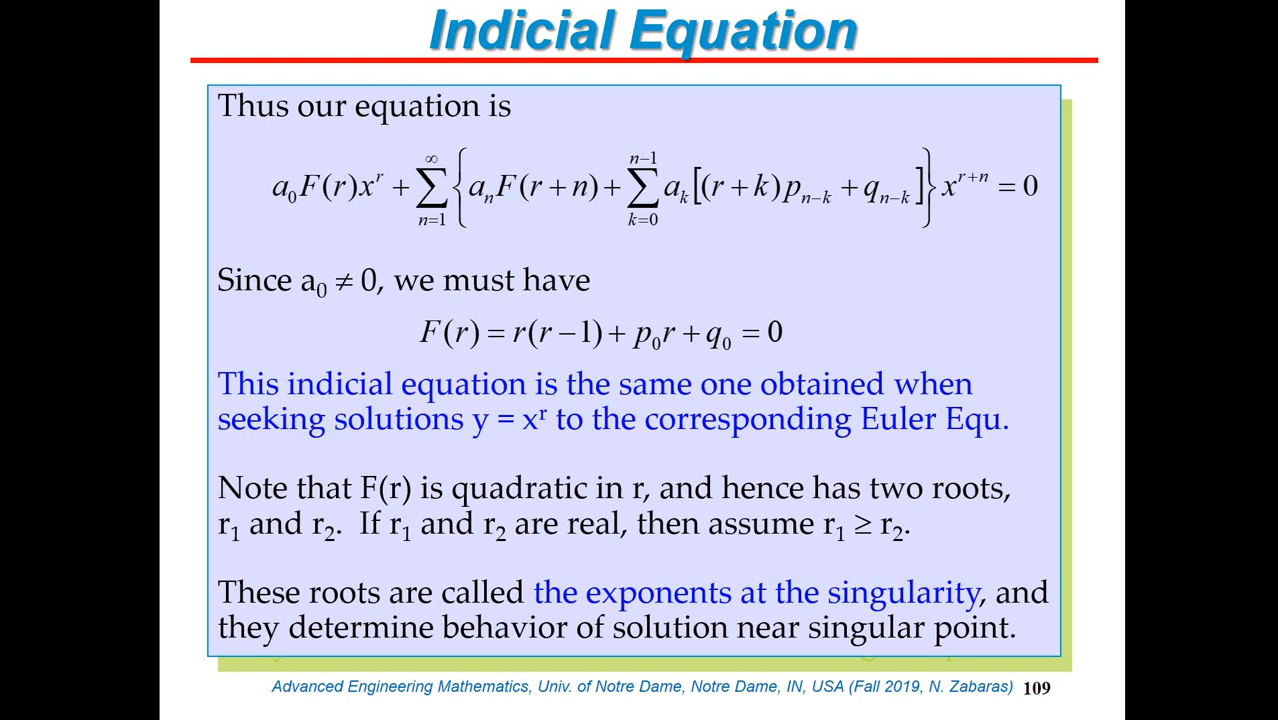 Indicial Equation
Thus our equation is
a₀F(r)xʳ + ∑_{n=1}^{∞} { aₙF(r + n) + ∑_{k=0}^{n−1} aₖ[(r + k)pₙ₋ₖ + qₙ₋ₖ] } xʳ⁺ⁿ = 0
Since a₀ ≠ 0, we must have
F(r) = r(r − 1) + p₀r + q₀ = 0
This indicial equation is the same one obtained when
seeking solutions y = xʳ to the corresponding Euler Equ.
Note that F(r) is quadratic in r, and hence has two roots,
r₁ and r₂. If r₁ and r₂ are real, then assume r₁ ≥ r₂.
These roots are called the exponents at the singularity, and
they determine behavior of solution near singular point.
Advanced Engineering Mathematics, Univ. of Notre Dame, Notre Dame, IN, USA (Fall 2019, N. Zabaras) 109